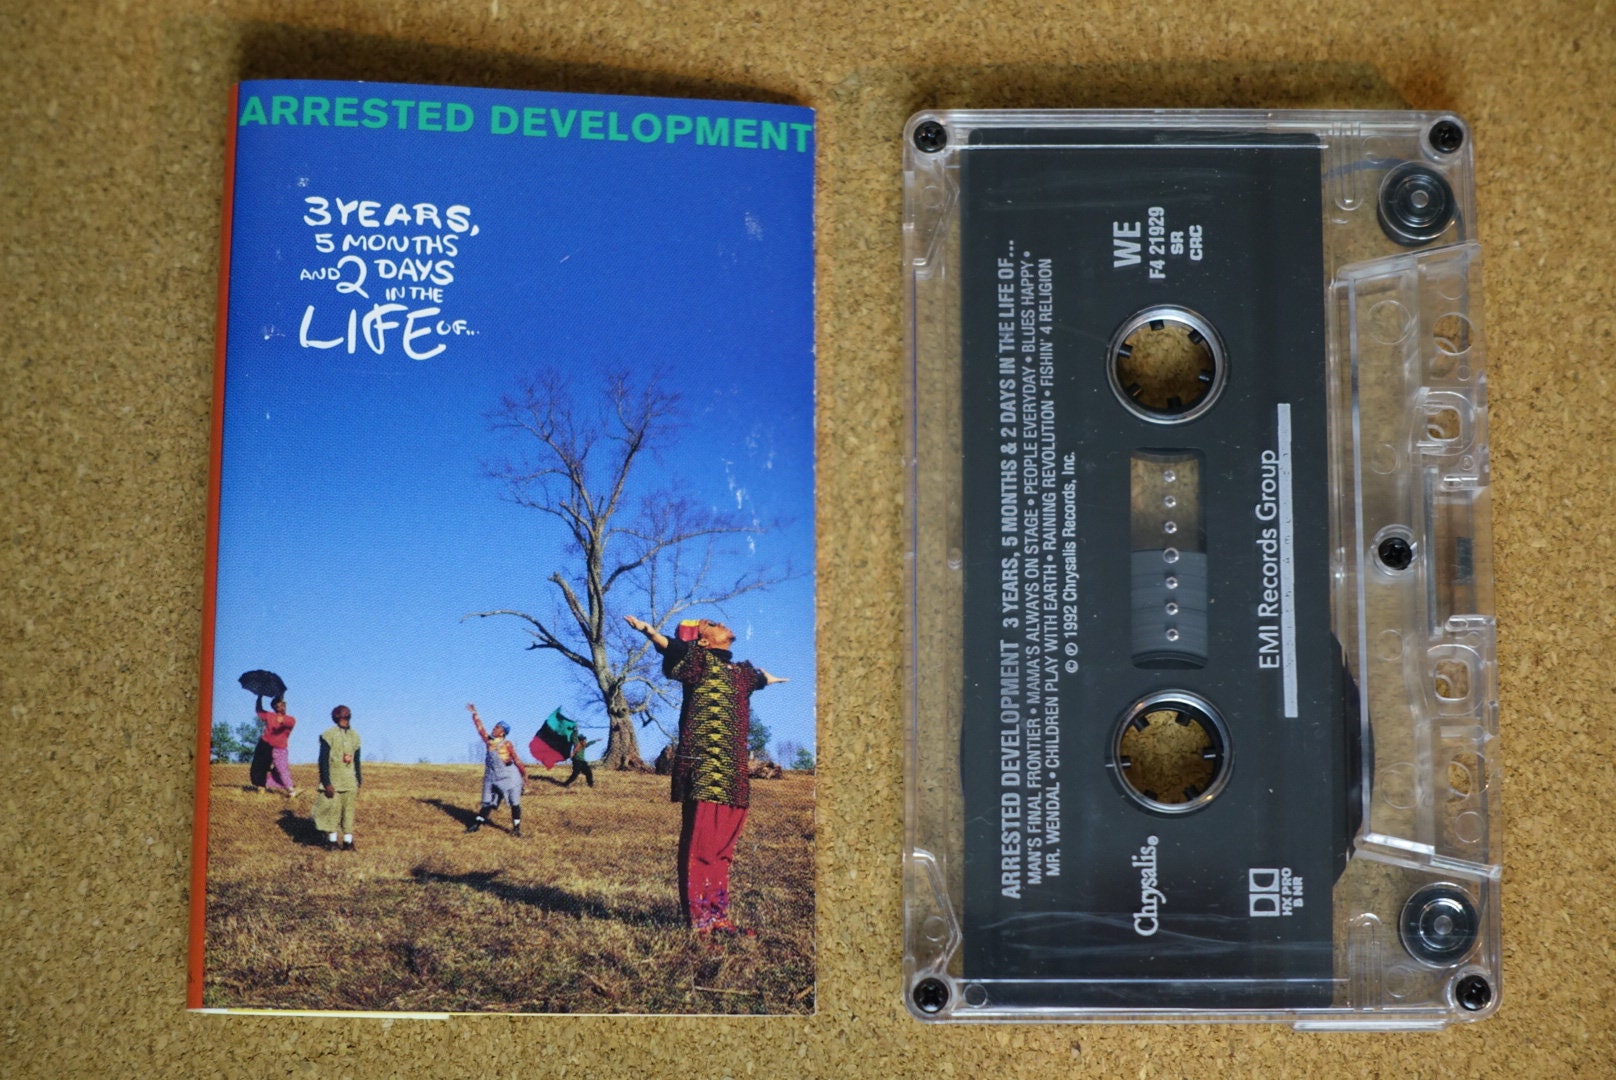 ARRESTED DEVELOPMENT
3 YEARS,
5 MONTHS
AND 2 DAYS
IN THE
LIFE OF...
ARRESTED DEVELOPMENT 3 YEARS, 5 MONTHS & 2 DAYS IN THE LIFE OF...
MAN'S FINAL FRONTIER • MAMA'S ALWAYS ON STAGE • PEOPLE EVERYDAY • BLUES HAPPY •
MR. WENDAL • CHILDREN PLAY WITH EARTH • RAINING REVOLUTION • FISHIN' 4 RELIGION
© ℗ 1992 Chrysalis Records, Inc.
Chrysalis®
WE
F4 21929
SR
CRC
EMI Records Group
HX PRO
B NR